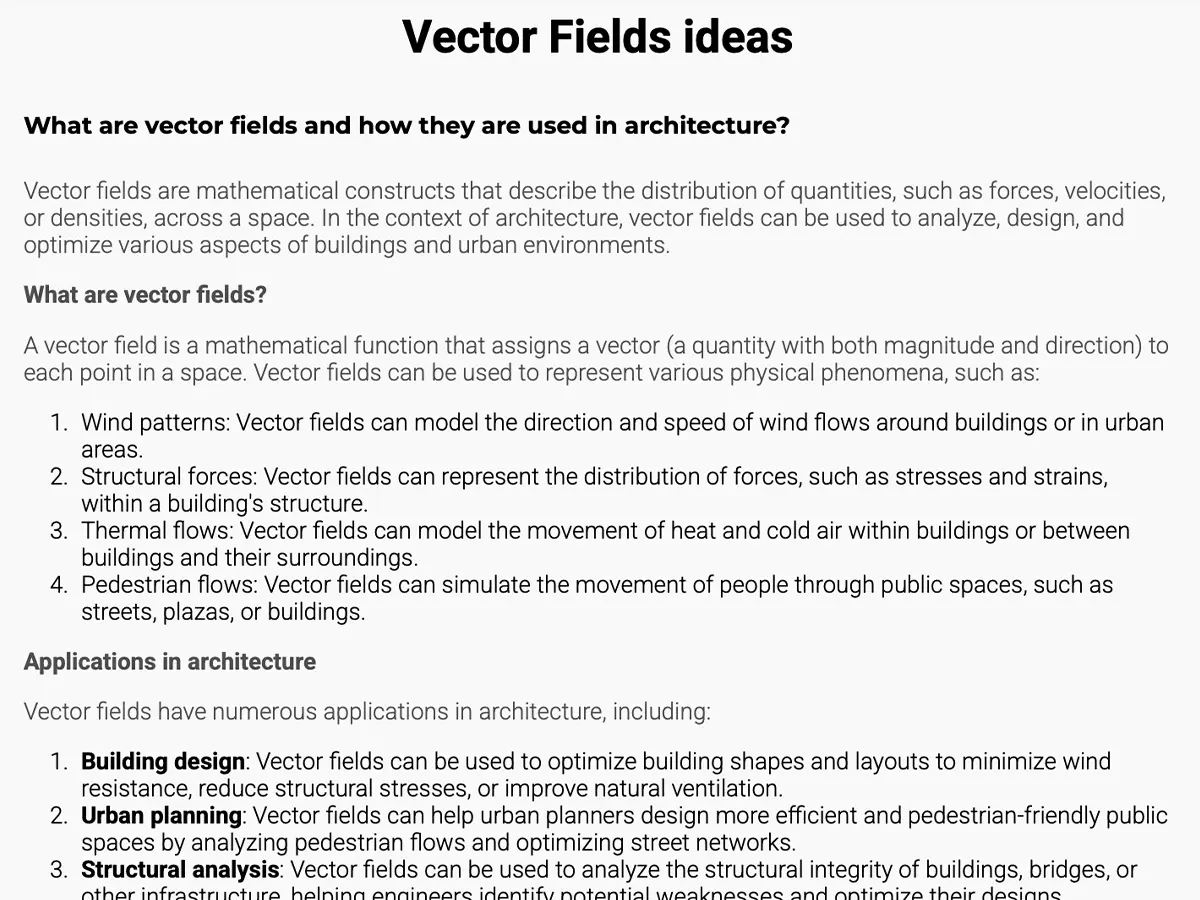 Vector Fields ideas
What are vector fields and how they are used in architecture?
Vector fields are mathematical constructs that describe the distribution of quantities, such as forces, velocities,
or densities, across a space. In the context of architecture, vector fields can be used to analyze, design, and
optimize various aspects of buildings and urban environments.
What are vector fields?
A vector field is a mathematical function that assigns a vector (a quantity with both magnitude and direction) to
each point in a space. Vector fields can be used to represent various physical phenomena, such as:
1. Wind patterns: Vector fields can model the direction and speed of wind flows around buildings or in urban
areas.
2. Structural forces: Vector fields can represent the distribution of forces, such as stresses and strains,
within a building's structure.
3. Thermal flows: Vector fields can model the movement of heat and cold air within buildings or between
buildings and their surroundings.
4. Pedestrian flows: Vector fields can simulate the movement of people through public spaces, such as
streets, plazas, or buildings.
Applications in architecture
Vector fields have numerous applications in architecture, including:
1. Building design: Vector fields can be used to optimize building shapes and layouts to minimize wind
resistance, reduce structural stresses, or improve natural ventilation.
2. Urban planning: Vector fields can help urban planners design more efficient and pedestrian-friendly public
spaces by analyzing pedestrian flows and optimizing street networks.
3. Structural analysis: Vector fields can be used to analyze the structural integrity of buildings, bridges, or
other infrastructure, helping engineers identify potential weaknesses and optimize their designs.